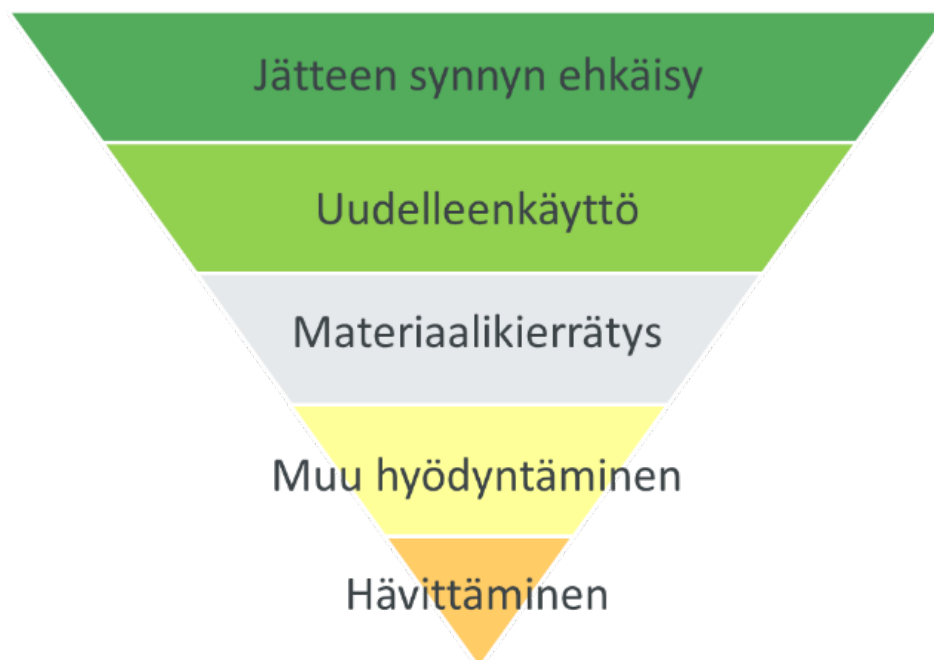 Jätteen synnyn ehkäisy
Uudelleenkäyttö
Materiaalikierrätys
Muu hyödyntäminen
Hävittäminen